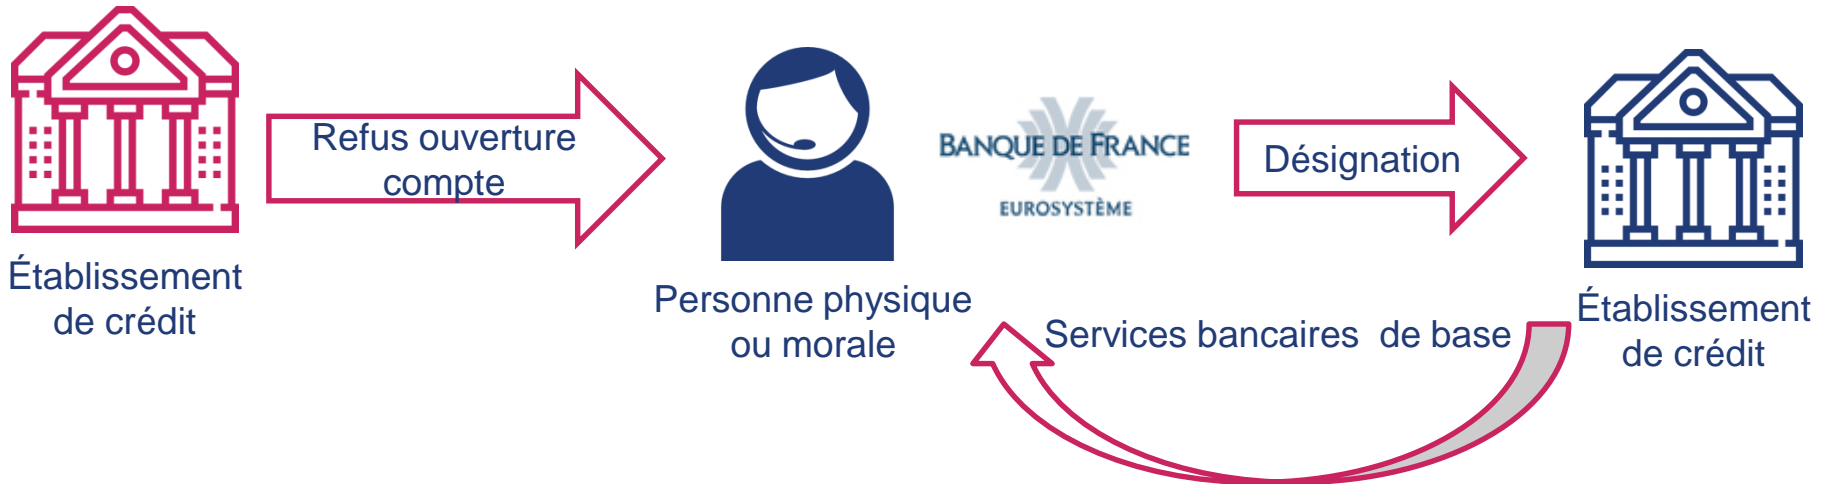 Établissement
de crédit
Refus ouverture
compte
Personne physique
ou morale
BANQUE DE FRANCE
EUROSYSTÈME
Désignation
Services bancaires  de base
Établissement
de crédit